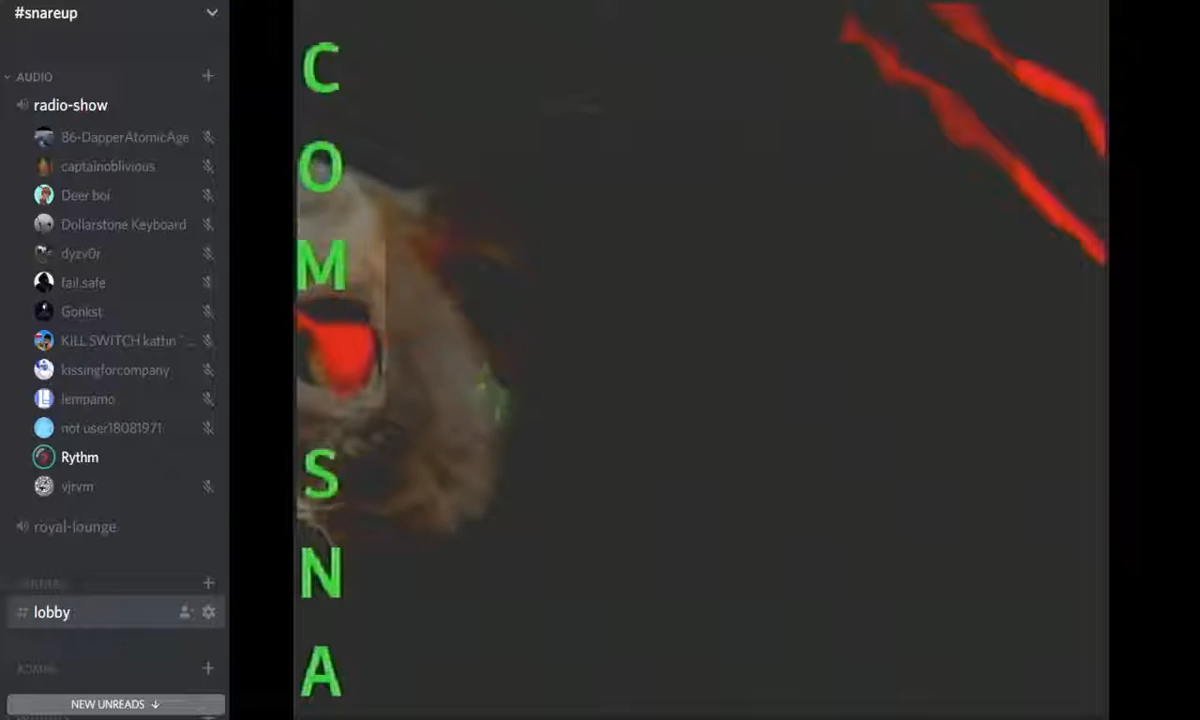 #snareup
AUDIO
radio-show
86-DapperAtomicAge
captainoblivious
Deer boi
Dollarstone Keyboard
dyzv0r
fail.safe
Gonkst
KILL SWITCH
kissingforcompany
lempamo
not user18081971
Rythm
vjrvm
royal-lounge
lobby
NEW UNREADS
C
O
M
S
N
A